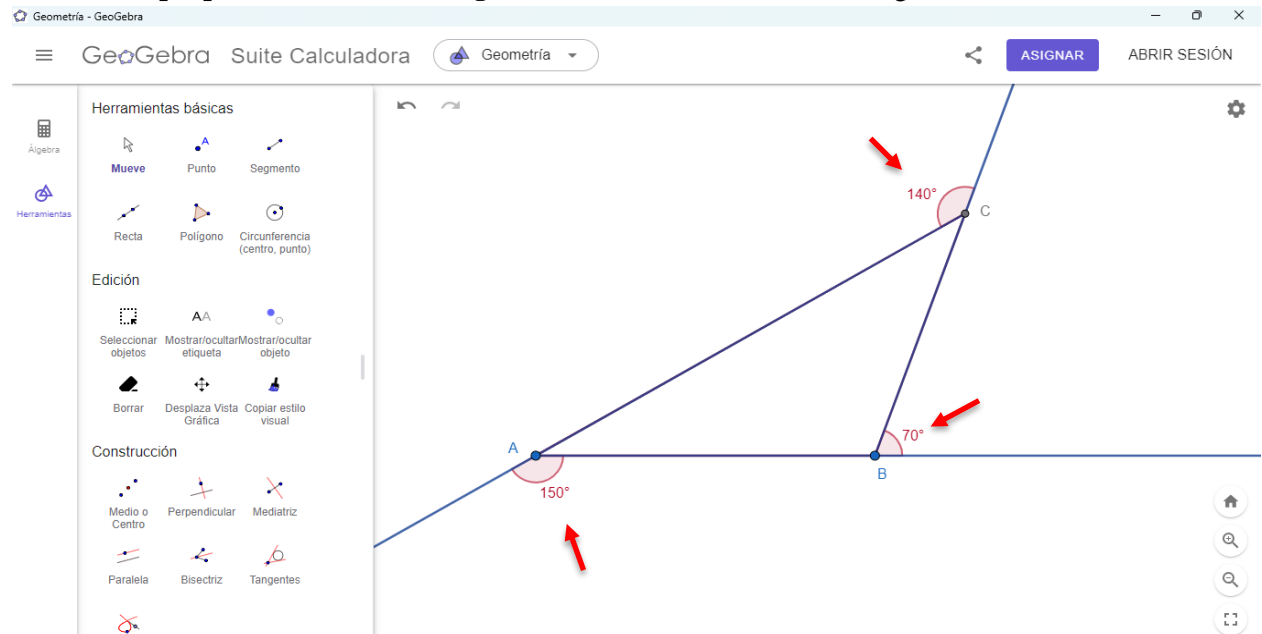 Geometría - GeoGebra
GeoGebra Suite Calculadora Geometría ASIGNAR ABRIR SESIÓN
Álgebra
Herramientas
Herramientas básicas
Mueve Punto Segmento
Recta Polígono Circunferencia
(centro, punto)
Edición
Seleccionar Mostrar/ocultar Mostrar/ocultar
objetos etiqueta objeto
Borrar Desplaza Vista Copiar estilo
Gráfica visual
Construcción
Medio o Perpendicular Mediatriz
Centro
Paralela Bisectriz Tangentes
140°
C
70°
A
B
150°